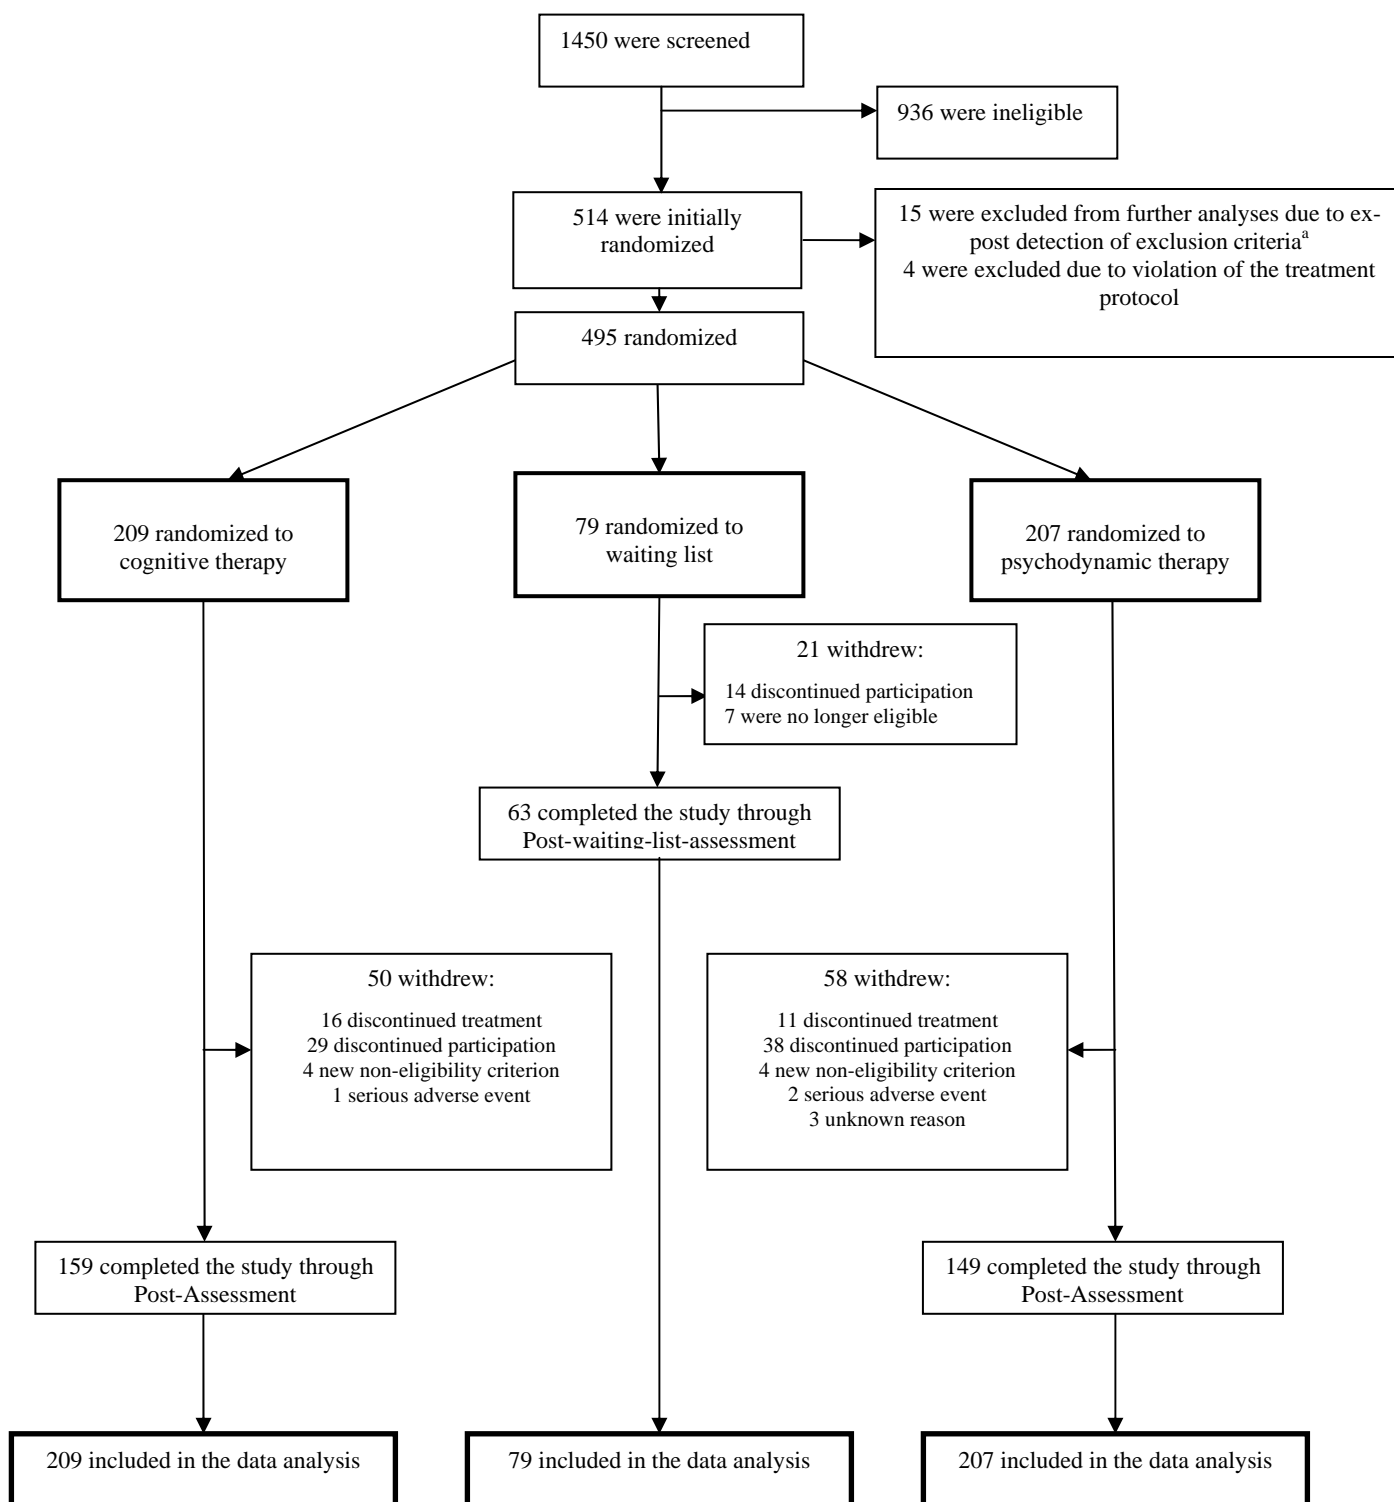 1450 were screened
936 were ineligible
514 were initially
randomized
15 were excluded from further analyses due to ex-
post detection of exclusion criteriaᵃ
4 were excluded due to violation of the treatment
protocol
495 randomized
209 randomized to
cognitive therapy
79 randomized to
waiting list
207 randomized to
psychodynamic therapy
21 withdrew:
14 discontinued participation
7 were no longer eligible
63 completed the study through
Post-waiting-list-assessment
50 withdrew:
16 discontinued treatment
29 discontinued participation
4 new non-eligibility criterion
1 serious adverse event
58 withdrew:
11 discontinued treatment
38 discontinued participation
4 new non-eligibility criterion
2 serious adverse event
3 unknown reason
159 completed the study through
Post-Assessment
149 completed the study through
Post-Assessment
209 included in the data analysis
79 included in the data analysis
207 included in the data analysis